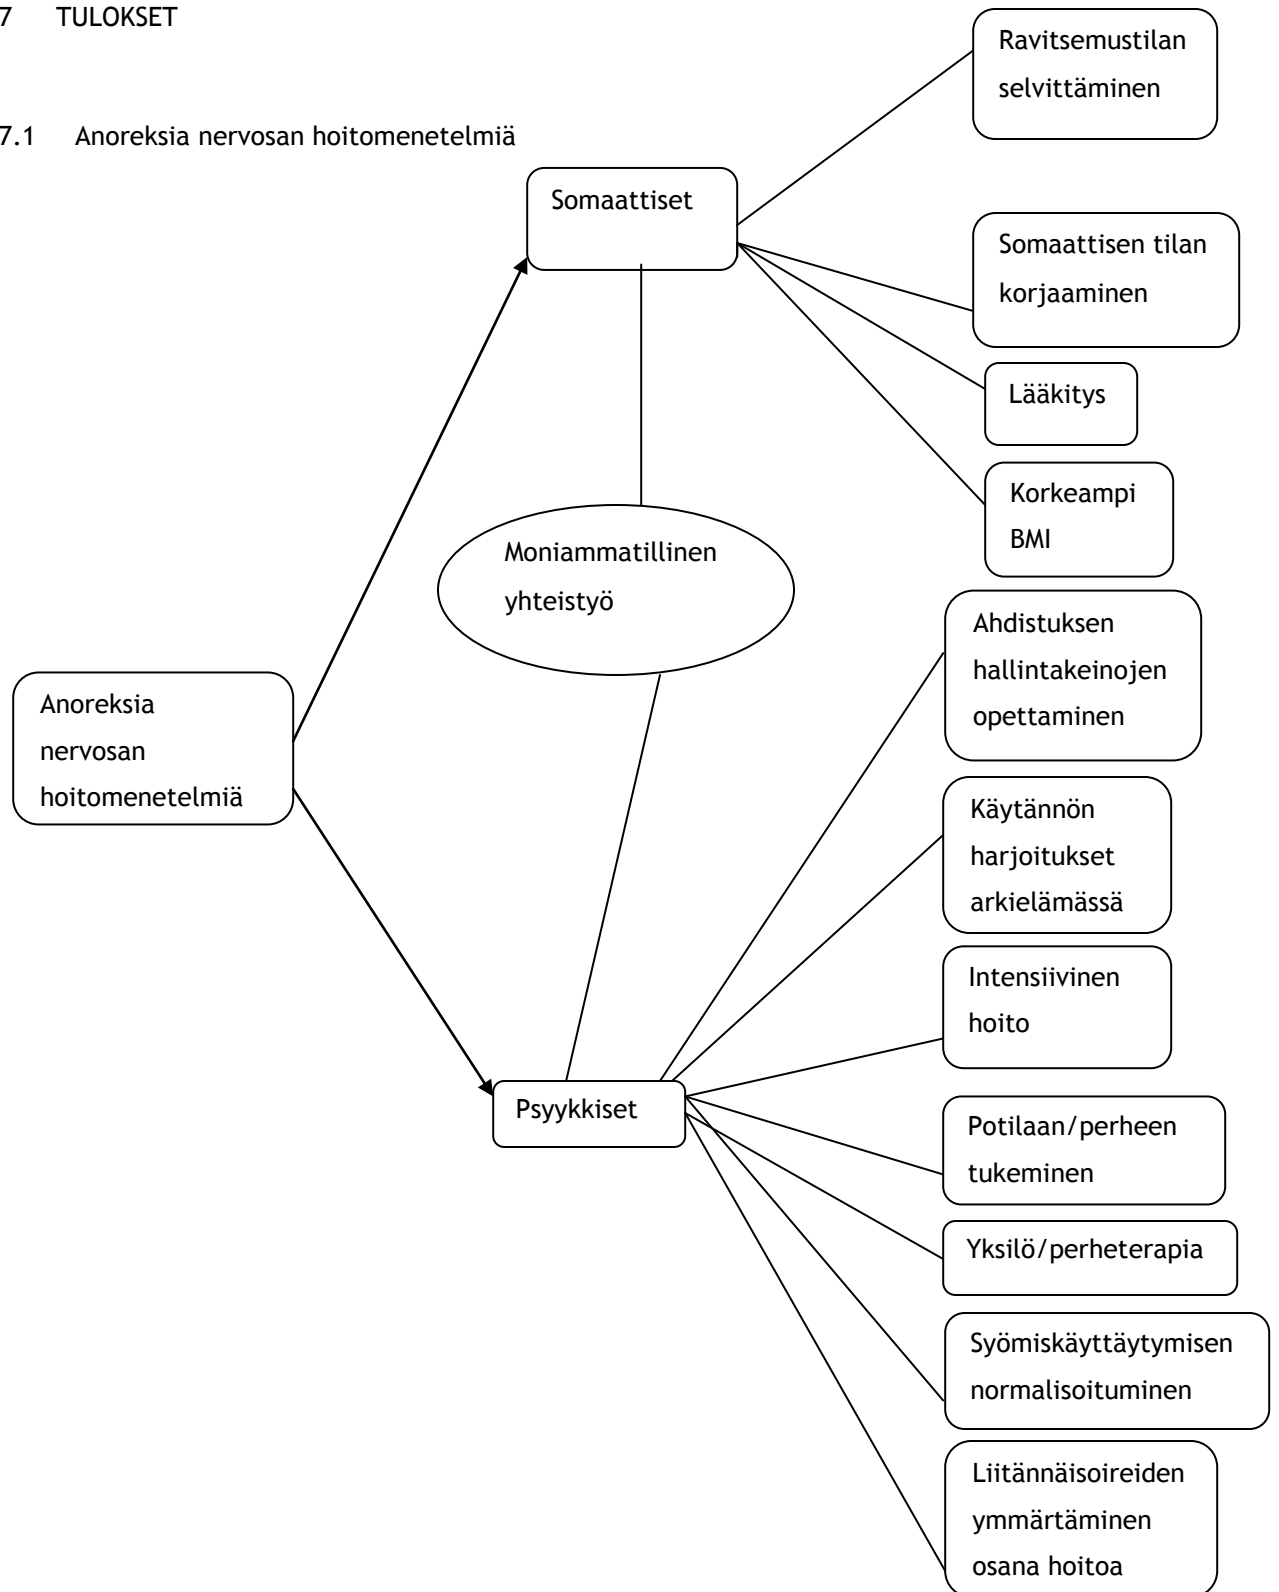 7 TULOKSET
7.1 Anoreksia nervosan hoitomenetelmiä
Ravitsemustilan
selvittäminen
Somaattiset
Somaattisen tilan
korjaaminen
Lääkitys
Korkeampi
BMI
Moniammatillinen
yhteistyö
Anoreksia
nervosan
hoitomenetelmiä
Ahdistuksen
hallintakeinojen
opettaminen
Käytännön
harjoitukset
arkielämässä
Intensiivinen
hoito
Psyykkiset
Potilaan/perheen
tukeminen
Yksilö/perheterapia
Syömiskäyttäytymisen
normalisoituminen
Liitännäisoireiden
ymmärtäminen
osana hoitoa